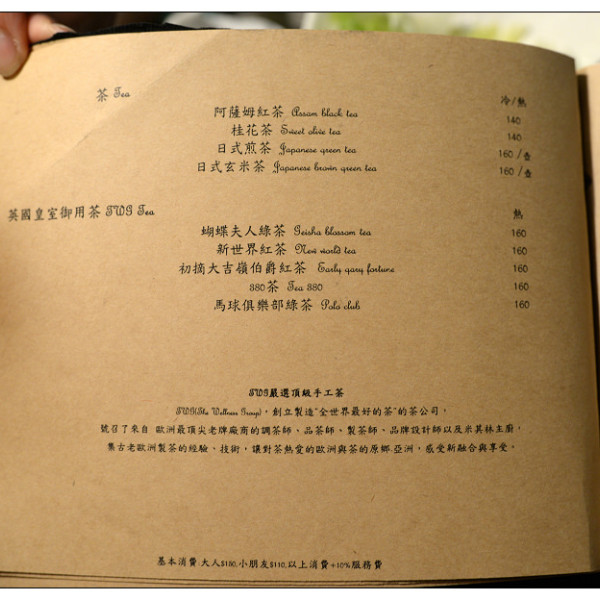 茶 Tea 冷/熱
阿薩姆紅茶 Assam black tea 140
桂花茶 Sweet olive tea 140
日式煎茶 Japanese green tea 160 /壺
日式玄米茶 Japanese brown green tea 160 /壺
英國皇室御用茶 TWG Tea 熱
蝴蝶夫人綠茶 Geisha blossom tea 160
新世界紅茶 New world tea 160
初摘大吉嶺伯爵紅茶 Early gary fortune 160
380茶 Tea 380 160
馬球俱樂部綠茶 Polo club 160
TWG嚴選頂級手工茶
TWG(The Wellness Group)，創立製造"全世界最好的茶"的茶公司，
號召了來自 歐洲最頂尖老牌廠商的調茶師、品茶師、製茶師、品牌設計師以及米其林主廚，
集古老歐洲製茶的經驗、技術，讓對茶熱愛的歐洲與茶的原鄉.亞洲，感受新融合與享受。
基本消費.大人$180,小朋友$110,以上消費+10%服務費